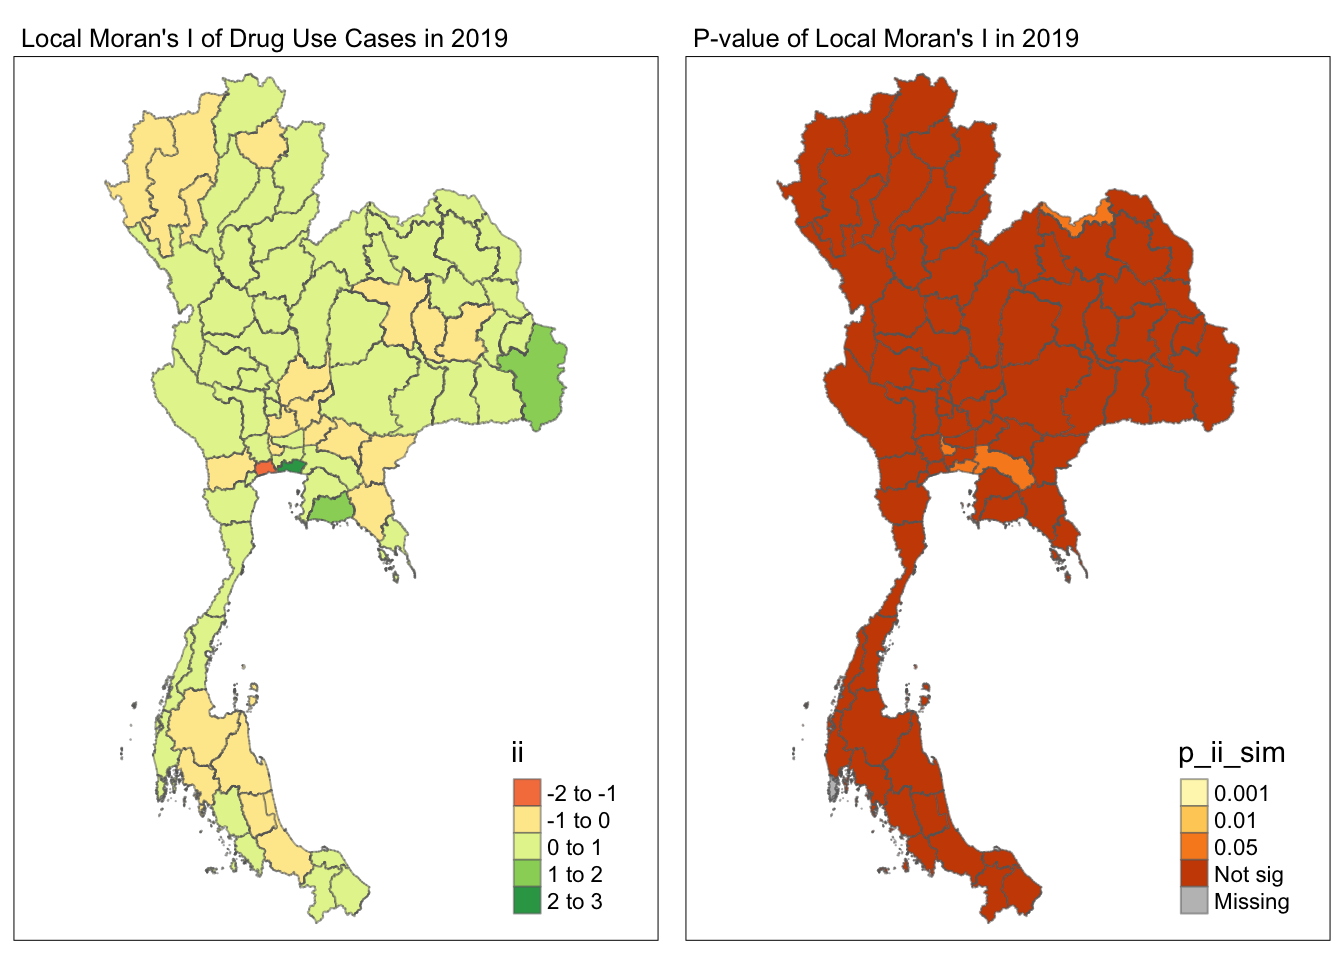 Local Moran's I of Drug Use Cases in 2019
P-value of Local Moran's I in 2019
ii
-2 to -1
-1 to 0
0 to 1
1 to 2
2 to 3
p_ii_sim
0.001
0.01
0.05
Not sig
Missing